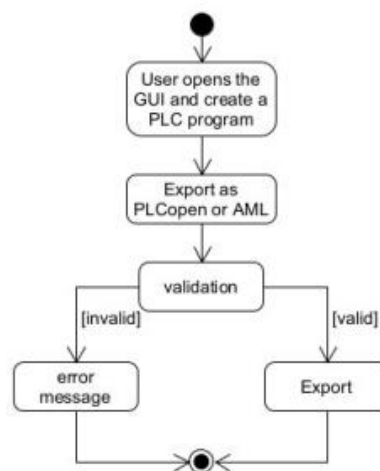 User opens the
GUI and create a
PLC program
Export as
PLCopen or AML
validation
[invalid]
[valid]
error
message
Export